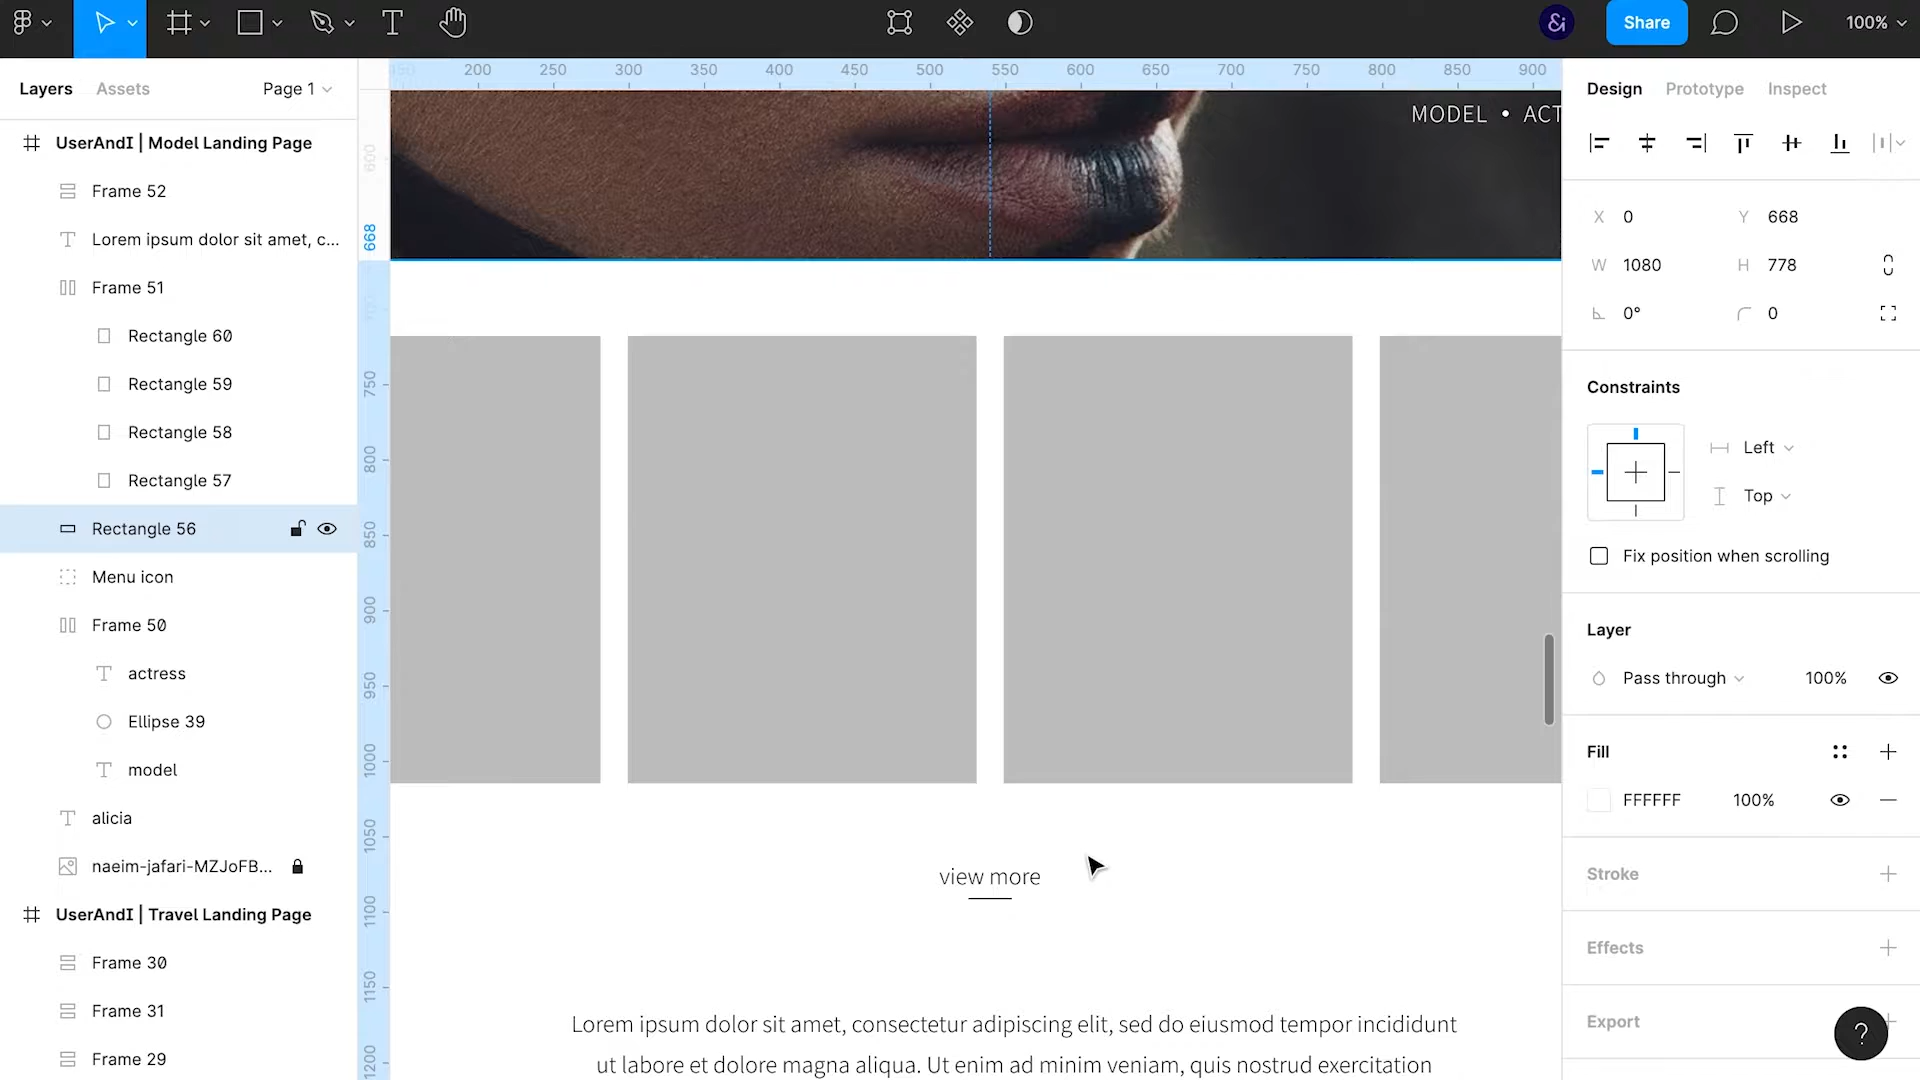 Share
100%
Layers
Assets
Page 1
200 250 300 350 400 450 500 550 600 650 700 750 800 850 900
Design
Prototype
Inspect
UserAndI | Model Landing Page
Frame 52
Lorem ipsum dolor sit amet, c...
Frame 51
Rectangle 60
Rectangle 59
Rectangle 58
Rectangle 57
Rectangle 56
Menu icon
Frame 50
actress
Ellipse 39
model
alicia
naeim-jafari-MZJoFB...
UserAndI | Travel Landing Page
Frame 30
Frame 31
Frame 29
600
668
750
800
850
900
950
1000
1050
1100
1150
1200
MODEL • ACT
view more
Lorem ipsum dolor sit amet, consectetur adipiscing elit, sed do eiusmod tempor incididunt
ut labore et dolore magna aliqua. Ut enim ad minim veniam, quis nostrud exercitation
X 0 Y 668
W 1080 H 778
0° 0
Constraints
Left
Top
Fix position when scrolling
Layer
Pass through 100%
Fill
FFFFFF 100%
Stroke
Effects
Export
?